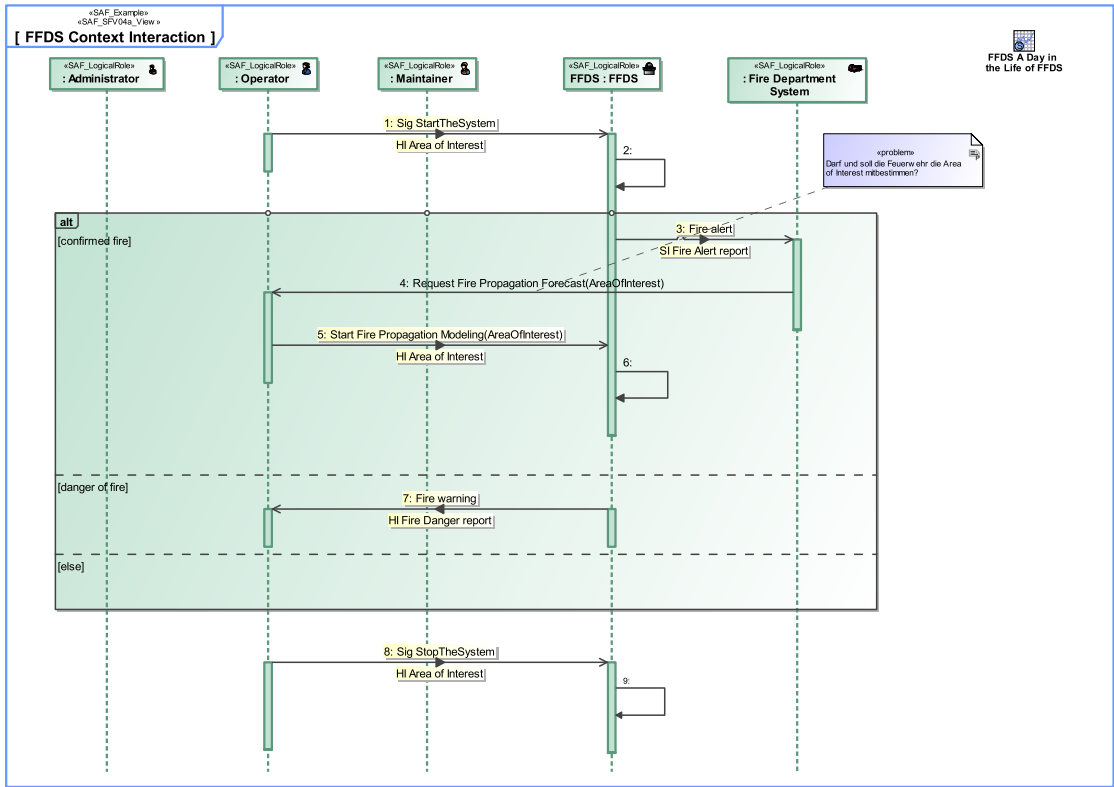 «SAF_Example»
«SAF_SFV04a_View »
[ FFDS Context Interaction ]
FFDS A Day in
the Life of FFDS
«SAF_LogicalRole»
: Administrator
«SAF_LogicalRole»
: Operator
«SAF_LogicalRole»
: Maintainer
«SAF_LogicalRole»
FFDS : FFDS
«SAF_LogicalRole»
: Fire Department
System
1: Sig StartTheSystem
HI Area of Interest
2:
«problem»
Darf und soll die Feuerwehr die Area
of Interest mitbestimmen?
alt
[confirmed fire]
3: Fire alert
SI Fire Alert report
4: Request Fire Propagation Forecast(AreaOfInterest)
5: Start Fire Propagation Modeling(AreaOfInterest)
HI Area of Interest
6:
[danger of fire]
7: Fire warning
HI Fire Danger report
[else]
8: Sig StopTheSystem
HI Area of Interest
9: